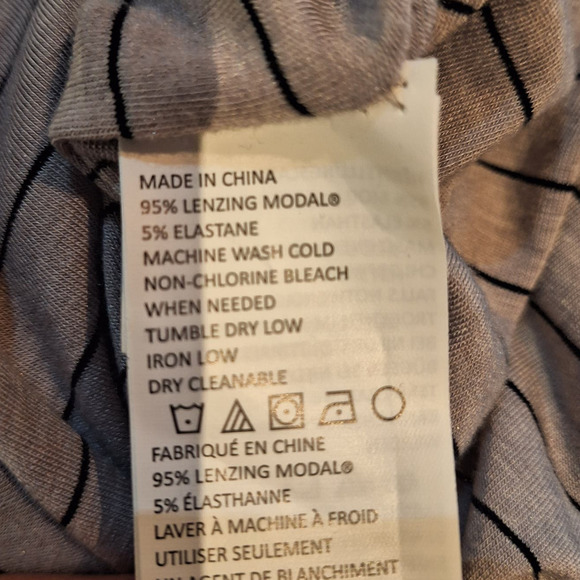 MADE IN CHINA
95% LENZING MODAL®
5% ELASTANE
MACHINE WASH COLD
NON-CHLORINE BLEACH
WHEN NEEDED
TUMBLE DRY LOW
IRON LOW
DRY CLEANABLE
FABRIQUÉ EN CHINE
95% LENZING MODAL®
5% ÉLASTHANNE
LAVER À MACHINE À FROID
UTILISER SEULEMENT
UN AGENT DE BLANCHIMENT